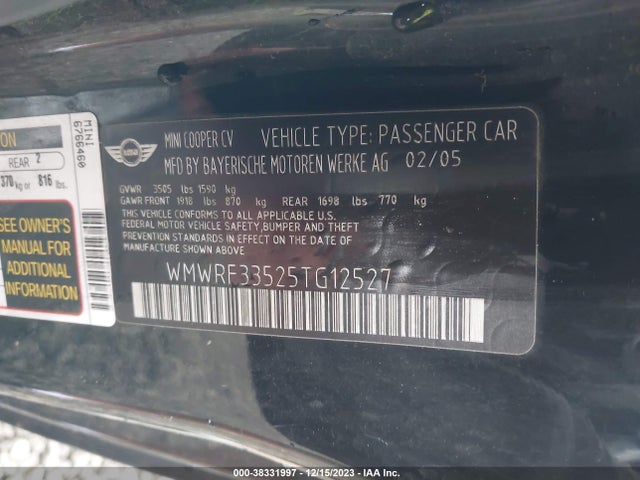 MINI
6766460
ION
REAR 2
370 kg or 816 lbs.
SEE OWNER'S
MANUAL FOR
ADDITIONAL
INFORMATION
MINI
MINI COOPER CV VEHICLE TYPE: PASSENGER CAR
MFD BY BAYERISCHE MOTOREN WERKE AG 02/05
GVWR 3505 lbs 1590 kg
GAWR FRONT 1918 lbs 870 kg REAR 1698 lbs 770 kg
THIS VEHICLE CONFORMS TO ALL APPLICABLE U.S.
FEDERAL MOTOR VEHICLE SAFETY,BUMPER AND THEFT
PREVENTION STANDARDS IN EFFECT ON THE DATE OF
MANUFACTURE SHOWN ABOVE
WMWRF33525TG12527
000-38331997 - 12/15/2023 - IAA Inc.